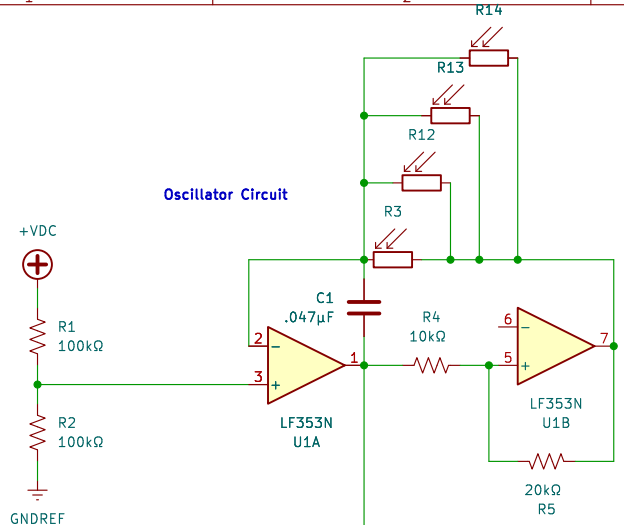 R14
R13
R12
Oscillator Circuit
R3
+VDC
C1
.047µF
R1
100kΩ
R4
10kΩ
2
3
1
6
5
7
R2
100kΩ
LF353N
U1A
LF353N
U1B
20kΩ
R5
GNDREF